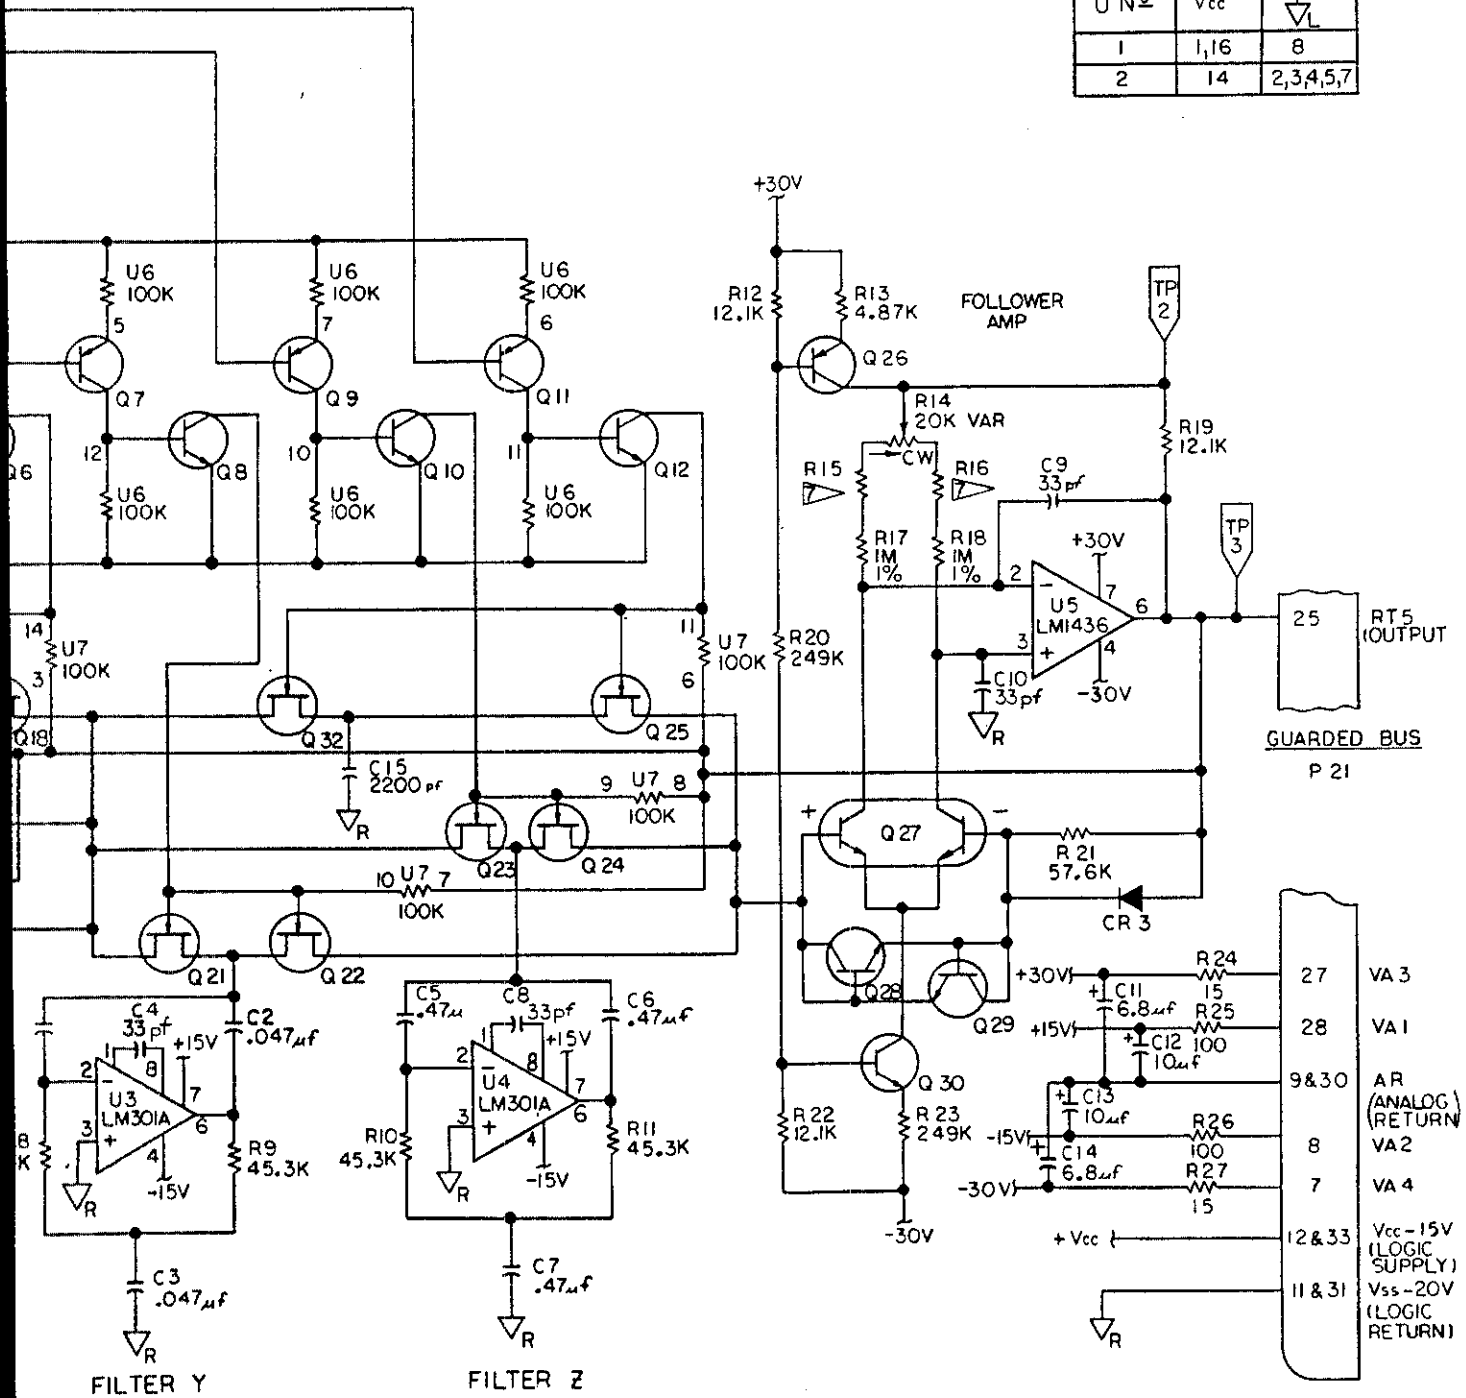 U Nº Vcc L
1 1,16 8
2 14 2,3,4,5,7
+30V
U6
100K
5
U6
100K
7
U6
100K
6
R12
12.1K
R13
4.87K
FOLLOWER
AMP
TP
2
Q7
Q9
Q11
Q26
R14
20K VAR
CW
R19
12.1K
12
Q8
10
Q10
11
Q12
Q6
U6
100K
U6
100K
U6
100K
R15
7
R16
7
C9
33pf
TP
3
R17
1M
1%
R18
1M
1%
+30V
2
−
7
U5
LM1436
6
3
+
4
-30V
25
RT5
(OUTPUT
14
U7
100K
3
11
U7
100K
6
R20
249K
C10
33pf
R
GUARDED BUS
P21
Q18
Q32
Q25
C15
2200pf
R
9 U7 8
100K
+
Q27
−
Q23
Q24
R21
57.6K
10 U7 7
100K
CR3
Q21
Q22
Q28
Q29
+30V
R24
15
27
VA3
+
C11
6.8µf
C4
33pf
1
8
+15V
C2
.047µf
C5
.47µ
C8
33pf
1
8
+15V
C6
.47µf
+15V
R25
100
28
VA1
+
C12
10µf
2
−
U3
LM301A
7
6
3
+
4
-15V
R
2
−
U4
LM301A
7
6
3
+
4
-15V
R
Q30
9&30
AR
(ANALOG)
(RETURN
+
C13
10µf
8
K
R9
45.3K
R10
45.3K
R11
45.3K
R22
12.1K
R23
249K
-15V
R26
100
8
VA2
+
C14
6.8µf
-30V
R27
15
7
VA4
-30V
+Vcc
12&33
Vcc-15V
(LOGIC
SUPPLY)
C3
.047µf
R
C7
.47µf
R
R
11&31
Vss-20V
(LOGIC
RETURN)
FILTER Y
FILTER Z